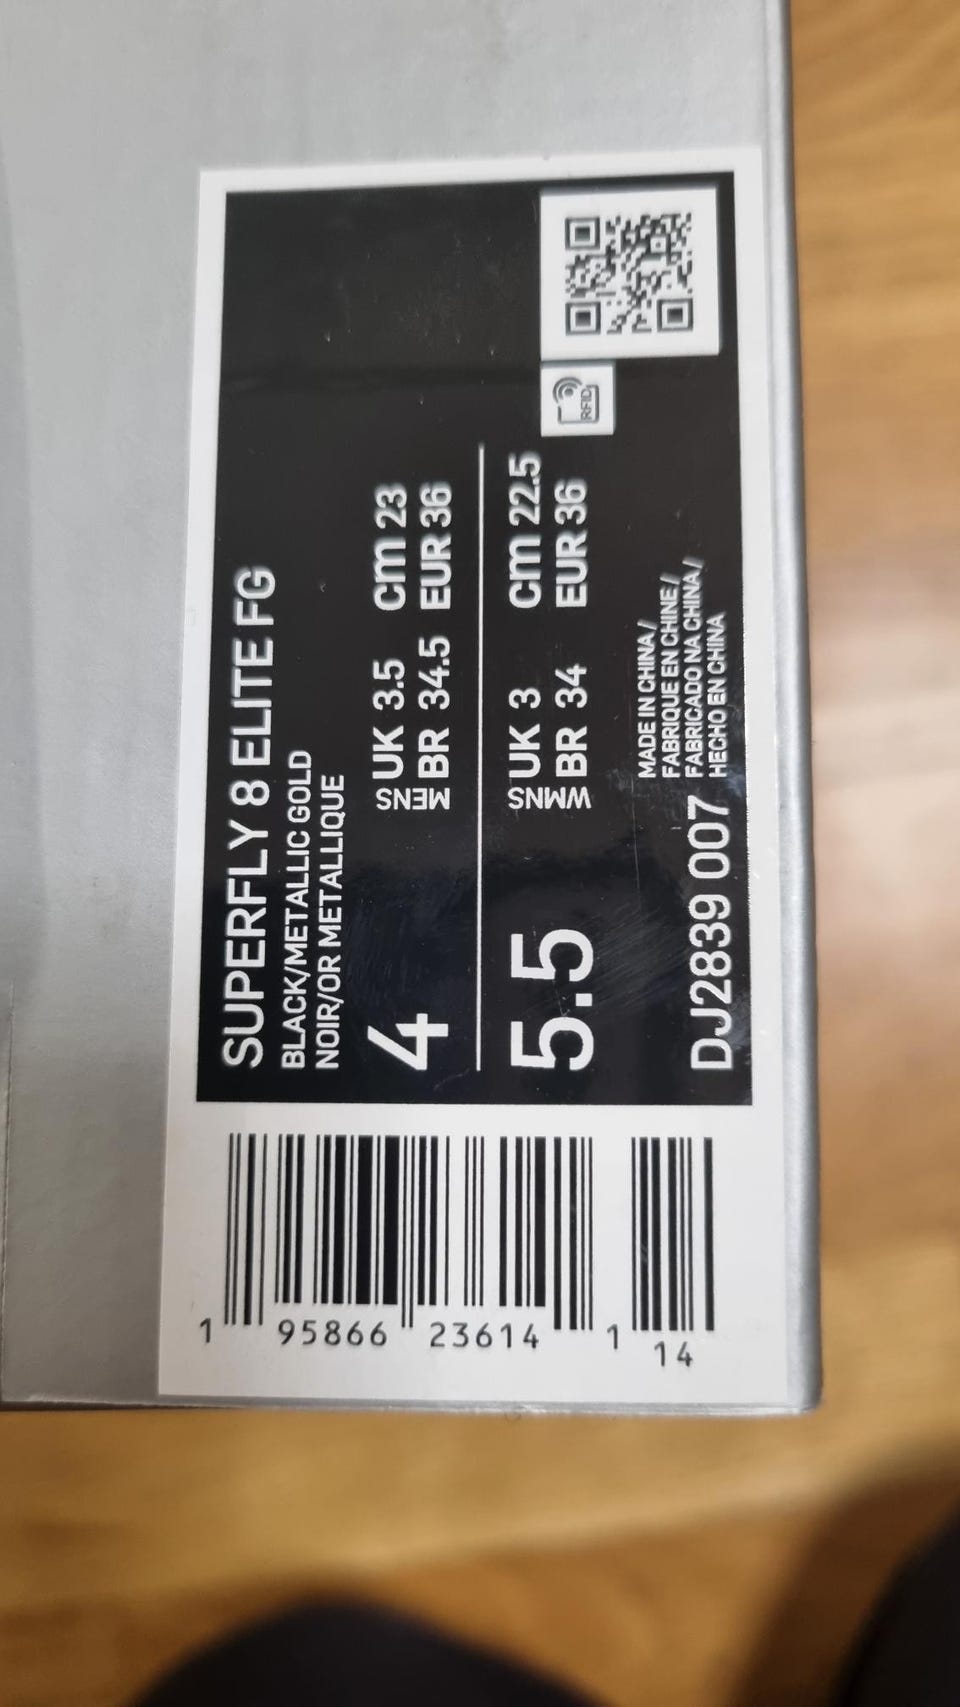 SUPERFLY 8 ELITE FG
BLACK/METALLIC GOLD
NOIR/OR METALLIQUE
4
MENS
UK 3.5 cm 23
BR 34.5 EUR 36
5.5
WMNS
UK 3 cm 22.5
BR 34 EUR 36
RFID
MADE IN CHINA/
FABRIQUE EN CHINE/
FABRICADO NA CHINA/
HECHO EN CHINA
DJ2839 007
1 95866 23614 1
14